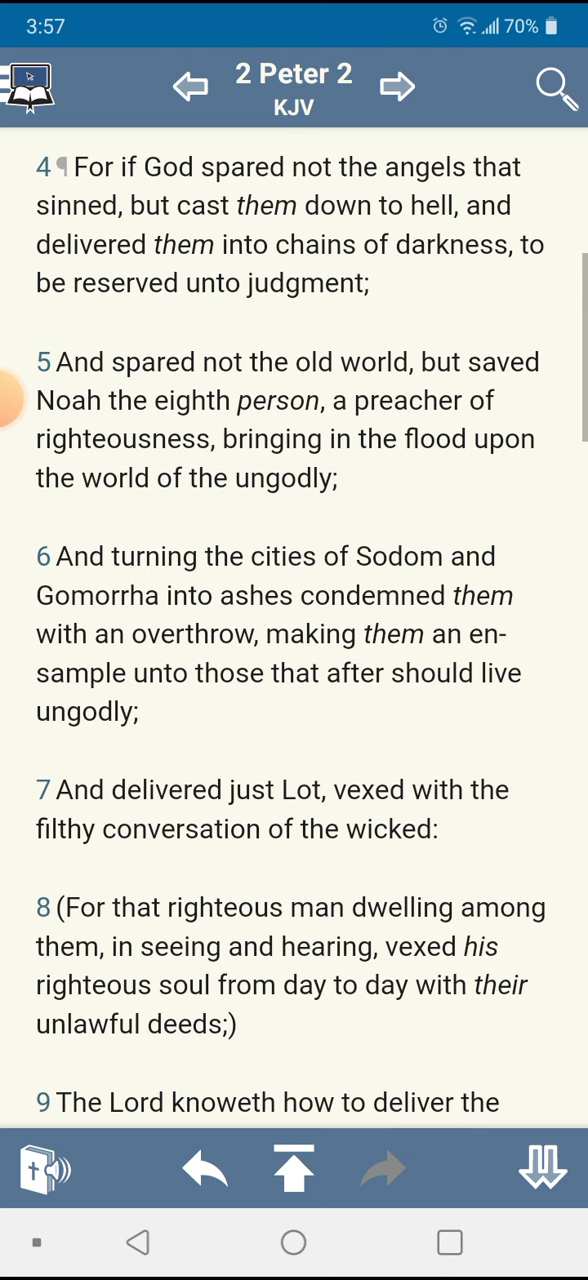 3:57
70%
2 Peter 2
KJV
4 ¶ For if God spared not the angels that
sinned, but cast them down to hell, and
delivered them into chains of darkness, to
be reserved unto judgment;
5 And spared not the old world, but saved
Noah the eighth person, a preacher of
righteousness, bringing in the flood upon
the world of the ungodly;
6 And turning the cities of Sodom and
Gomorrha into ashes condemned them
with an overthrow, making them an en-
sample unto those that after should live
ungodly;
7 And delivered just Lot, vexed with the
filthy conversation of the wicked:
8 (For that righteous man dwelling among
them, in seeing and hearing, vexed his
righteous soul from day to day with their
unlawful deeds;)
9 The Lord knoweth how to deliver the